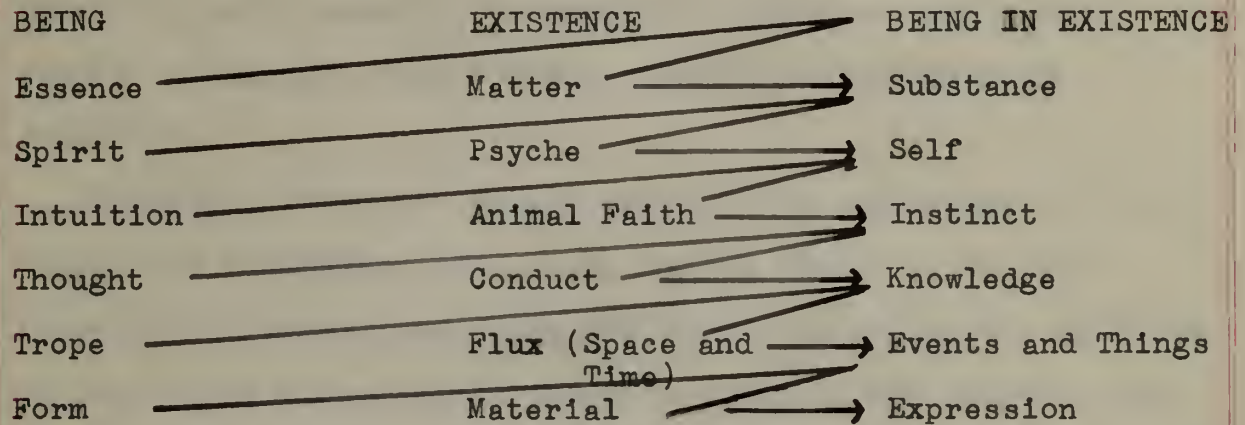 BEING EXISTENCE BEING IN EXISTENCE
Essence Matter Substance
Spirit Psyche Self
Intuition Animal Faith Instinct
Thought Conduct Knowledge
Trope Flux (Space and Events and Things
Time)
Form Material Expression